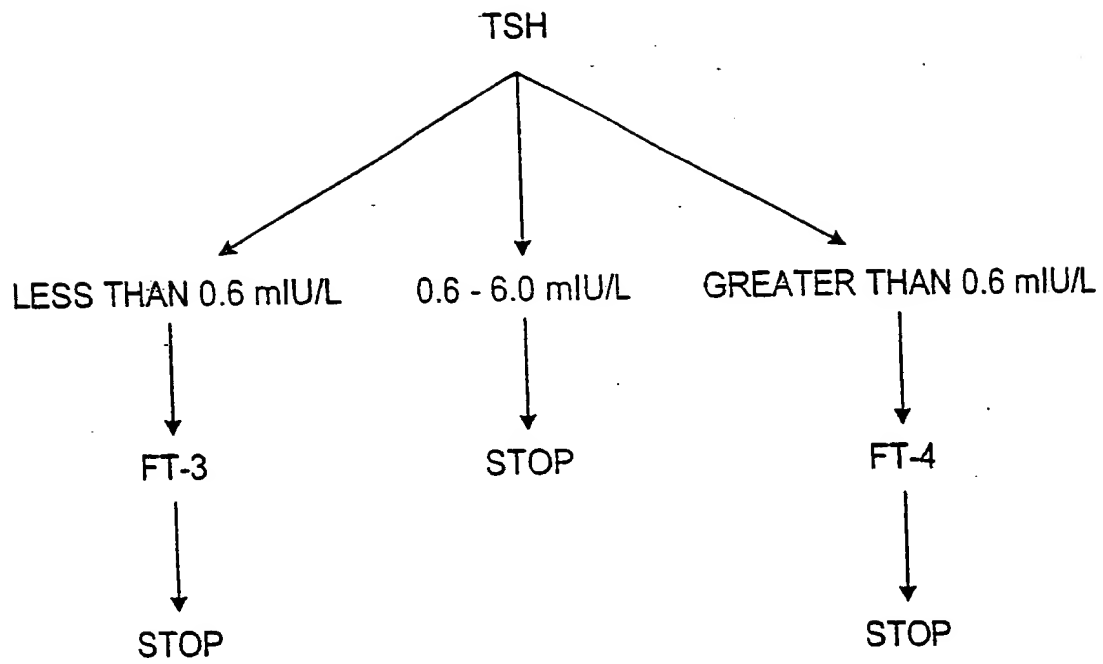 TSH
LESS THAN 0.6 mIU/L
0.6 - 6.0 mIU/L
GREATER THAN 0.6 mIU/L
FT-3
STOP
FT-4
STOP
STOP